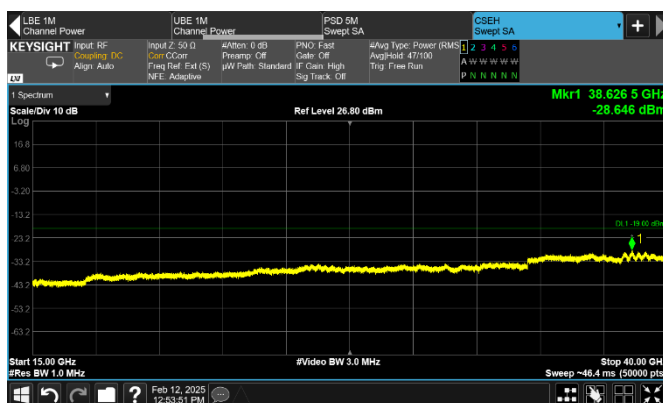 LBE 1M
Channel Power
UBE 1M
Channel Power
PSD 5M
Swept SA
CSEH
Swept SA
+
KEYSIGHT
Input: RF
Coupling: DC
Align: Auto
Input Z: 50 Ω
Corr CCorr
Freq Ref: Ext (S)
NFE: Adaptive
#Atten: 0 dB
Preamp: Off
µW Path: Standard
PNO: Fast
Gate: Off
IF Gain: High
Sig Track: Off
#Avg Type: Power (RMS
Avg|Hold: 47/100
Trig: Free Run
1 2 3 4 5 6
A W W W W W
P N N N N N
LXI
1 Spectrum
Scale/Div 10 dB
Log
Ref Level 26.80 dBm
Mkr1 38.626 5 GHz
-28.646 dBm
16.8
6.80
-3.20
-13.2
-23.2
-33.2
-43.2
-53.2
-63.2
DL1 -19.00 dBm
1
Start 15.00 GHz
#Res BW 1.0 MHz
#Video BW 3.0 MHz
Stop 40.00 GH
Sweep ~46.4 ms (50000 pts
?
Feb 12, 2025
12:53:51 PM